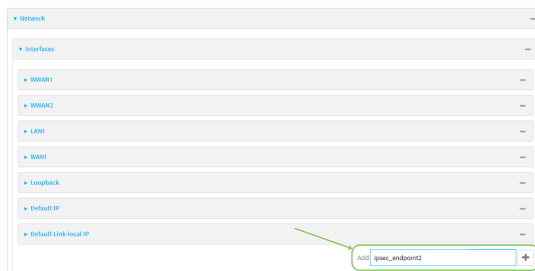 Network
Interfaces
WWAN1
WWAN2
LAN1
WAN1
Loopback
Default IP
Default Link-local IP
Add ipsec_endpoint2